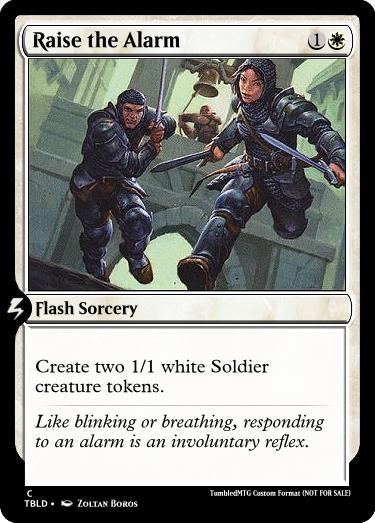 Raise the Alarm 1
Flash Sorcery
Create two 1/1 white Soldier
creature tokens.
Like blinking or breathing, responding
to an alarm is an involuntary reflex.
C
TBLD • Zoltan Boros
TumbledMTG Custom Format (NOT FOR SALE)